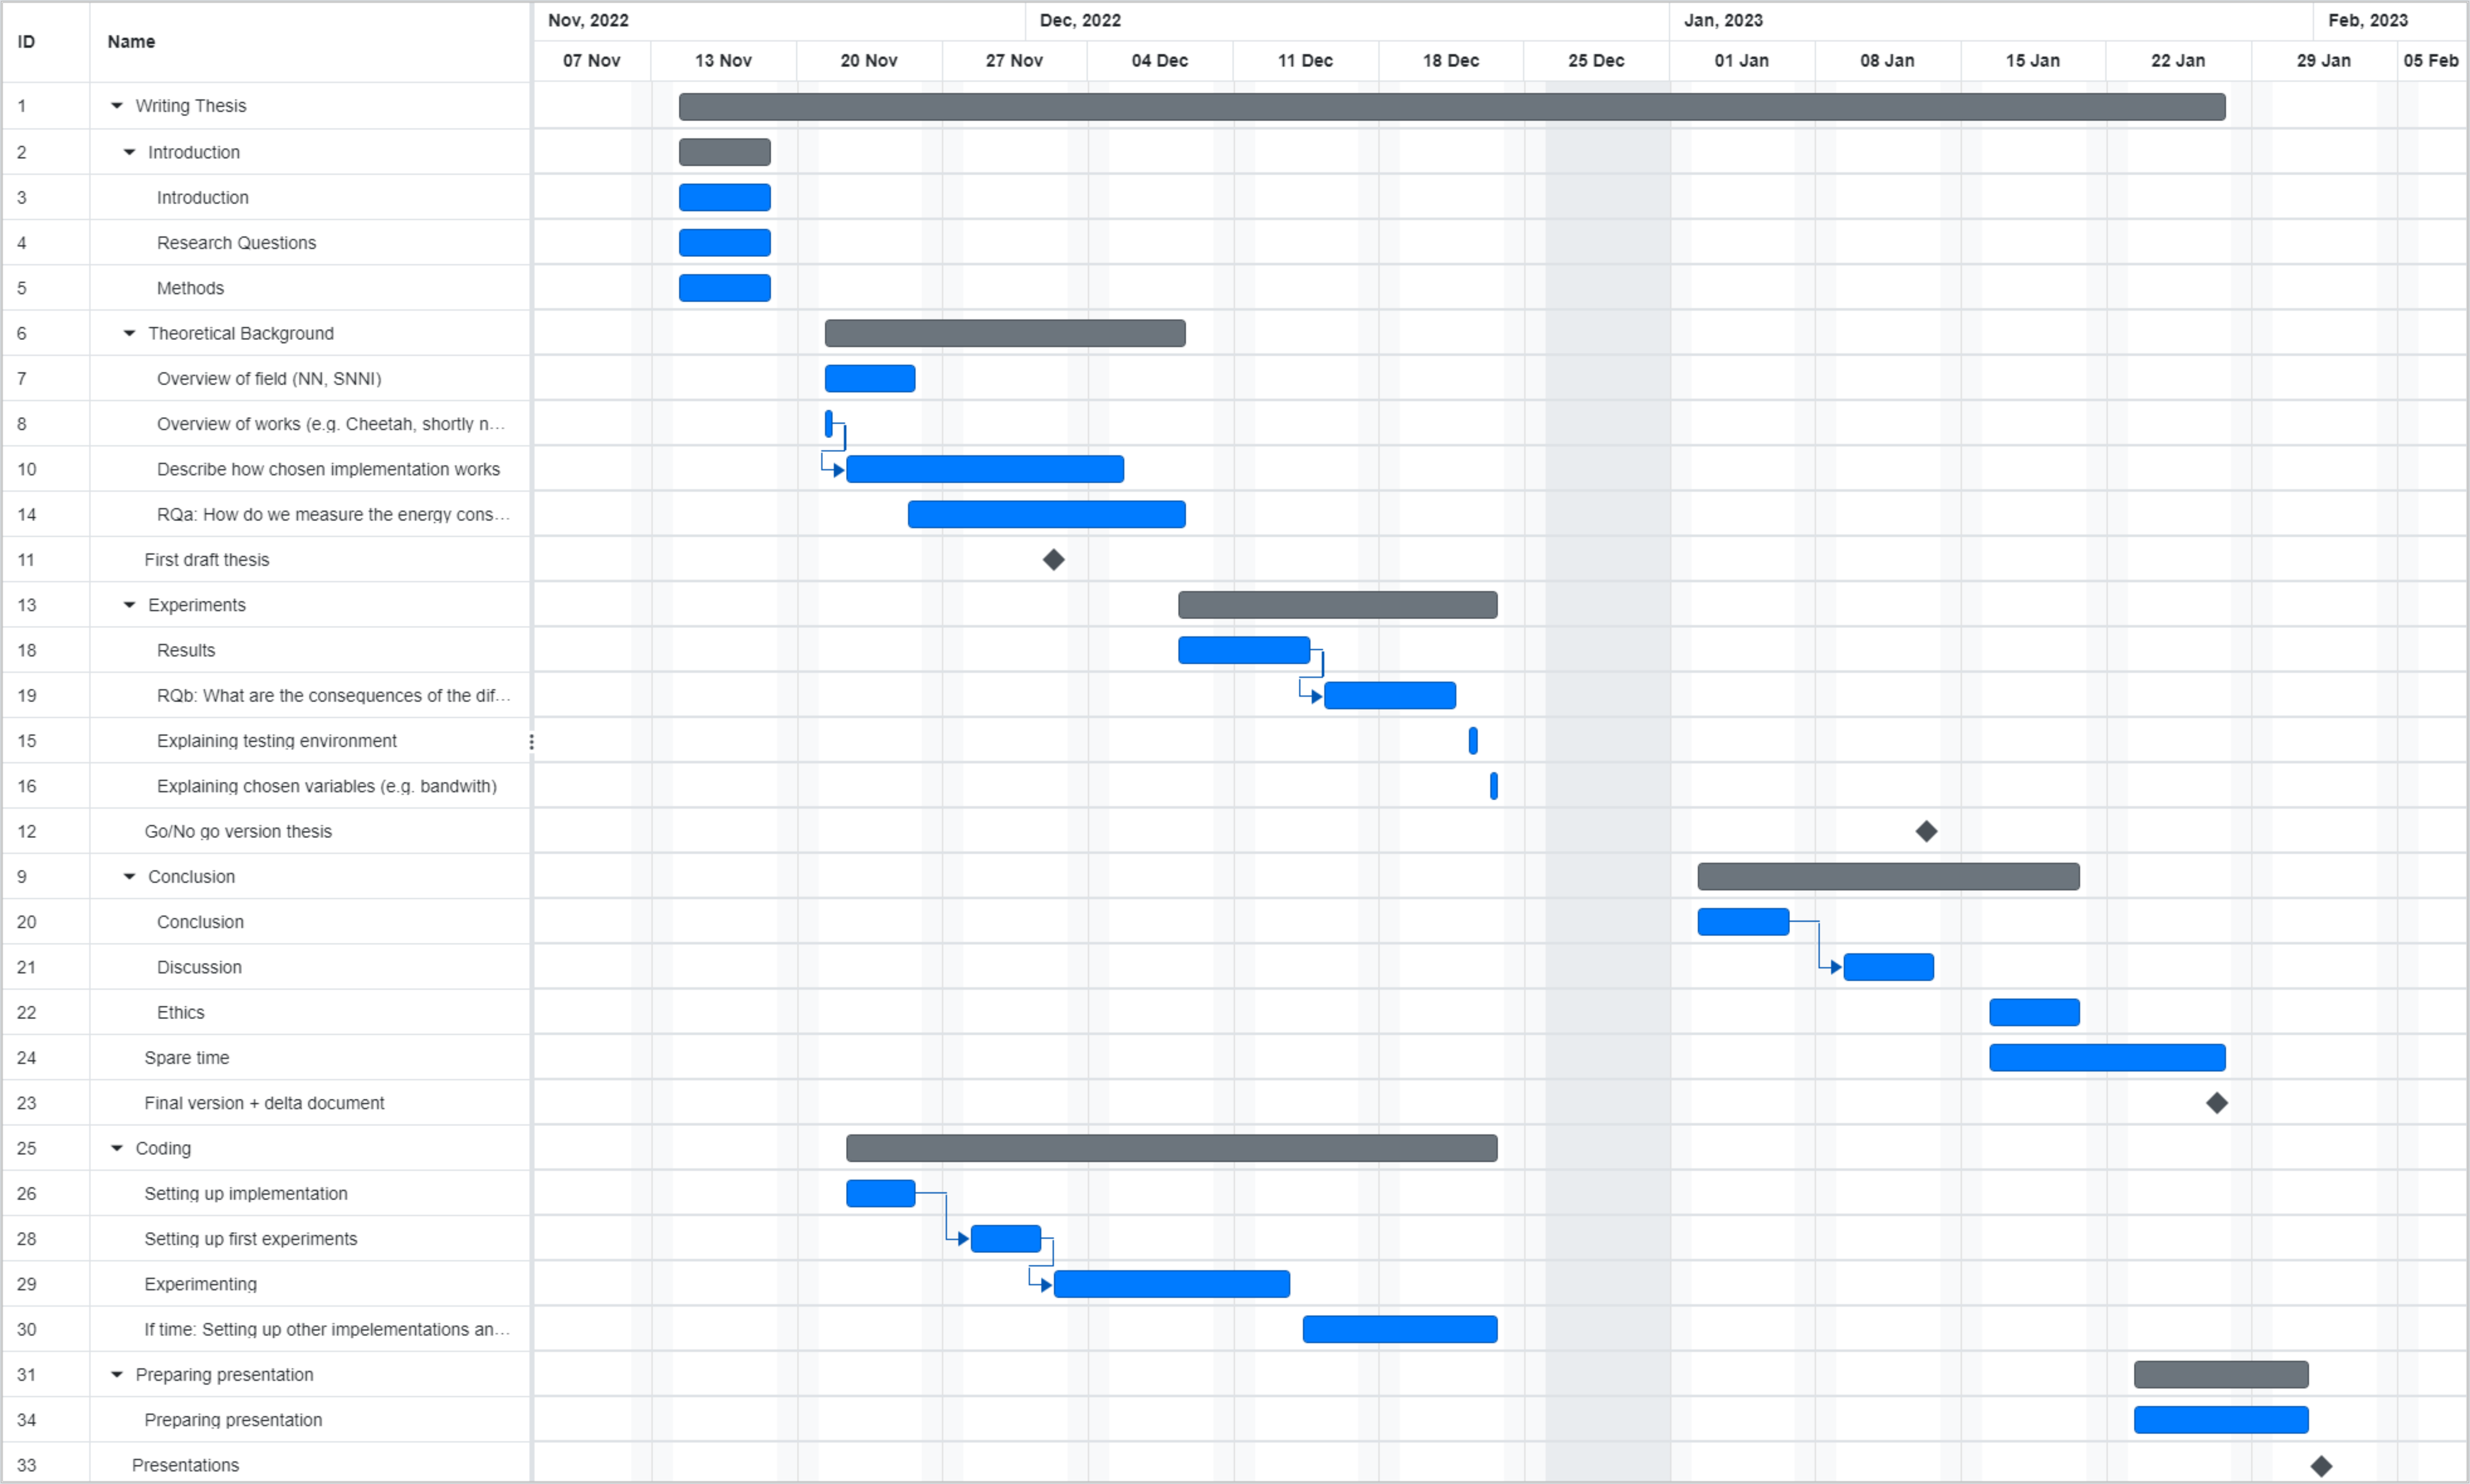 ID Name Nov, 2022 Dec, 2022 Jan, 2023 Feb, 2023
07 Nov 13 Nov 20 Nov 27 Nov 04 Dec 11 Dec 18 Dec 25 Dec 01 Jan 08 Jan 15 Jan 22 Jan 29 Jan 05 Feb
1 Writing Thesis
2 Introduction
3 Introduction
4 Research Questions
5 Methods
6 Theoretical Background
7 Overview of field (NN, SNNI)
8 Overview of works (e.g. Cheetah, shortly n...
10 Describe how chosen implementation works
14 RQa: How do we measure the energy cons...
11 First draft thesis
13 Experiments
18 Results
19 RQb: What are the consequences of the dif...
15 Explaining testing environment
16 Explaining chosen variables (e.g. bandwith)
12 Go/No go version thesis
9 Conclusion
20 Conclusion
21 Discussion
22 Ethics
24 Spare time
23 Final version + delta document
25 Coding
26 Setting up implementation
28 Setting up first experiments
29 Experimenting
30 If time: Setting up other impelementations an...
31 Preparing presentation
34 Preparing presentation
33 Presentations